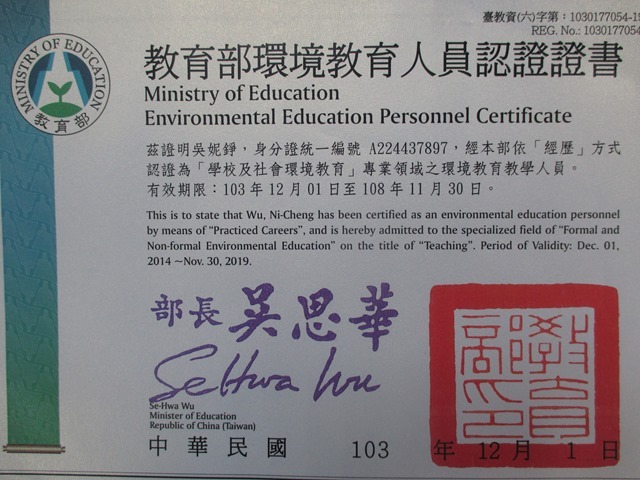 臺教資(六)字第：1030177054-19
REG. No.: 1030177054
MINISTRY OF EDUCATION
教育部
教育部環境教育人員認證證書
Ministry of Education
Environmental Education Personnel Certificate
茲證明吳妮錚，身分證統一編號 A224437897，經本部依「經歷」方式
認證為「學校及社會環境教育」專業領域之環境教育教學人員。
有效期限：103 年 12 月 01 日至 108 年 11 月 30 日。
This is to state that Wu, Ni-Cheng has been certified as an environmental education personnel
by means of "Practiced Careers", and is hereby admitted to the specialized field of "Formal and
Non-formal Environmental Education" on the title of "Teaching". Period of Validity: Dec. 01,
2014 ~Nov. 30, 2019.
部長 吳思華
SeHwa Wu
Se-Hwa Wu
Minister of Education
Republic of China (Taiwan)
教育部印
中華民國 103 年 12 月 1 日